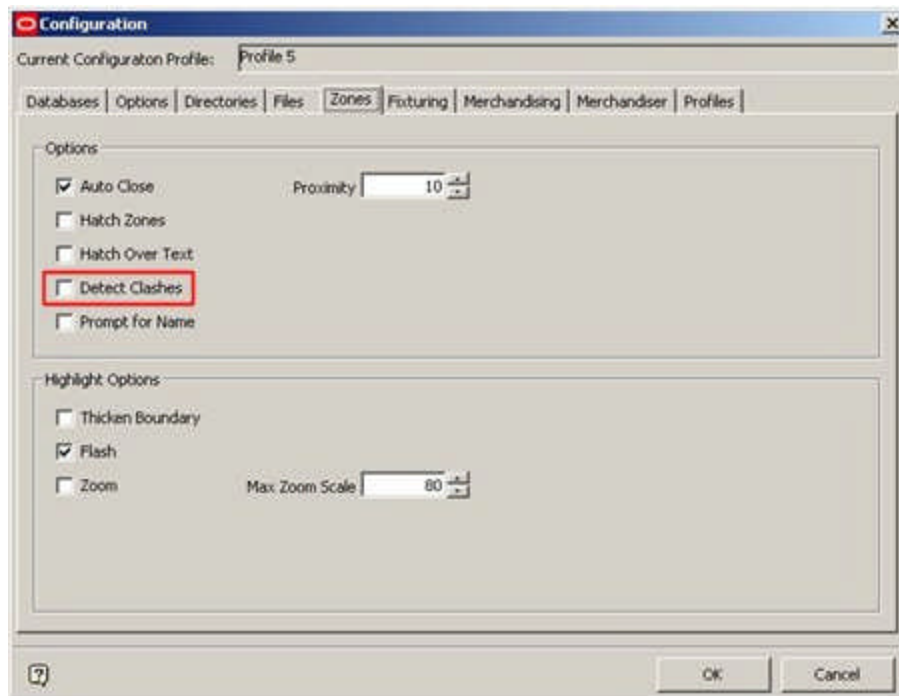 Configuration
Current Configuraton Profile: Profile 5
Databases Options Directories Files Zones Fixturing Merchandising Merchandiser Profiles
Options
Auto Close Proximity 10
Hatch Zones
Hatch Over Text
Detect Clashes
Prompt for Name
Highlight Options
Thicken Boundary
Flash
Zoom Max Zoom Scale 80
OK Cancel